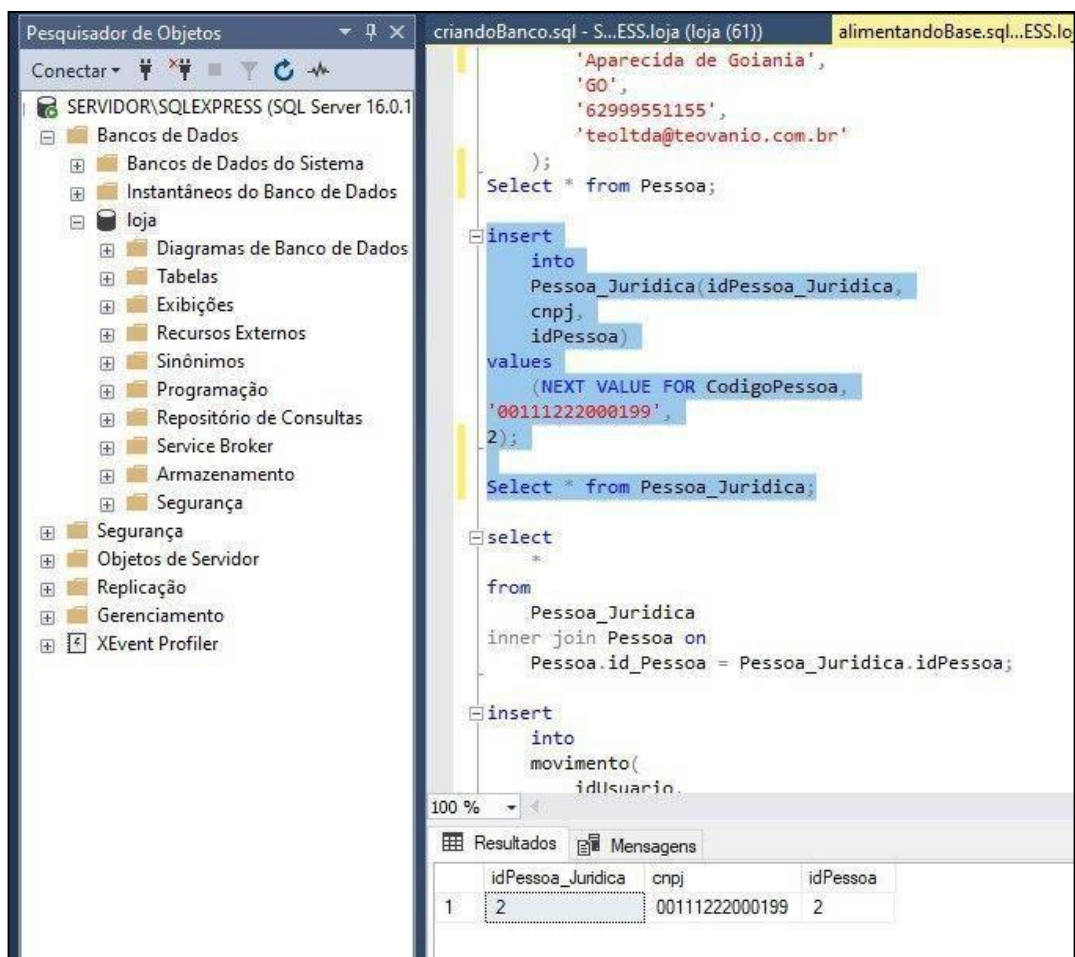 Pesquisador de Objetos
Conectar
SERVIDOR\SQLEXPRESS (SQL Server 16.0.1
Bancos de Dados
Bancos de Dados do Sistema
Instantâneos do Banco de Dados
loja
Diagramas de Banco de Dados
Tabelas
Exibições
Recursos Externos
Sinônimos
Programação
Repositório de Consultas
Service Broker
Armazenamento
Segurança
Segurança
Objetos de Servidor
Replicação
Gerenciamento
XEvent Profiler
criandoBanco.sql - S...ESS.loja (loja (61))
alimentandoBase.sql...ESS.lo
'Aparecida de Goiania',
'GO',
'62999551155',
'teoltda@teovanio.com.br'
);
Select * from Pessoa;
insert
into
Pessoa_Juridica(idPessoa_Juridica,
cnpj,
idPessoa)
values
(NEXT VALUE FOR CodigoPessoa,
'00111222000199',
2);
Select * from Pessoa_Juridica;
select
*
from
Pessoa_Juridica
inner join Pessoa on
Pessoa.id_Pessoa = Pessoa_Juridica.idPessoa;
insert
into
movimento(
idUsuario,
100 %
Resultados
Mensagens
idPessoa_Juridica cnpj idPessoa
1 2 00111222000199 2